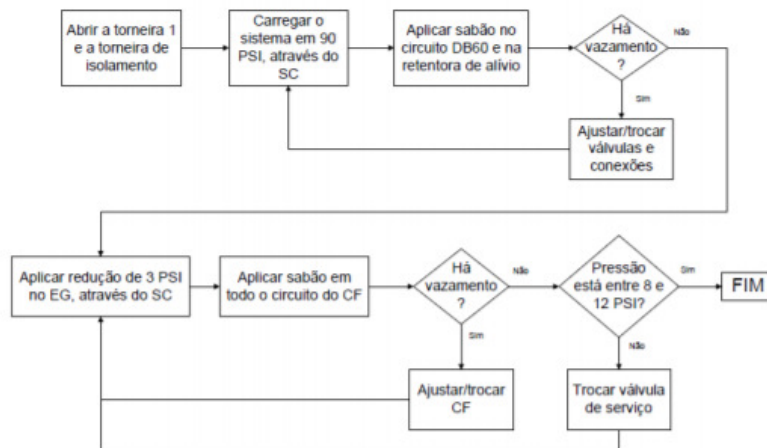 Abrir a torneira 1
e a torneira de
isolamento
Carregar o
sistema em 90
PSI, através do
SC
Aplicar sabão no
circuito DB60 e na
retentora de alívio
Há
vazamento
?
Não
Sim
Ajustar/trocar
válvulas e
conexões
Aplicar redução de 3 PSI
no EG, através do SC
Aplicar sabão em
todo o circuito do CF
Há
vazamento
?
Não
Sim
Ajustar/trocar
CF
Pressão
está entre 8 e
12 PSI?
Sim
FIM
Não
Trocar válvula
de serviço